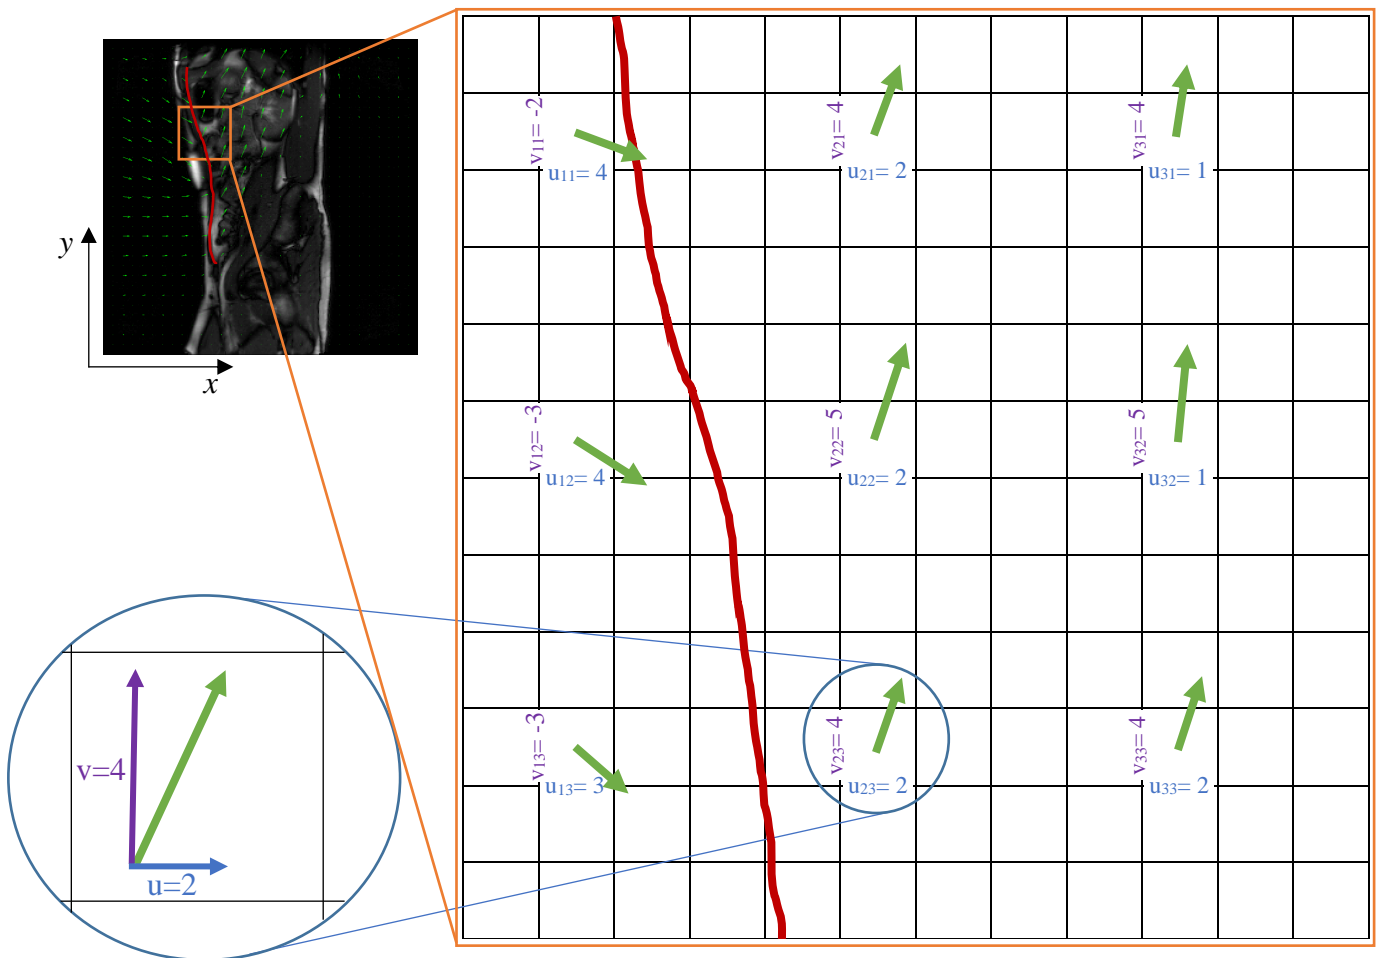 v11= -2
u11= 4
v21= 4
u21= 2
v31= 4
u31= 1
y
x
v12= -3
u12= 4
v22= 5
u22= 2
v32= 5
u32= 1
v13= -3
u13= 3
v23= 4
u23= 2
v33= 4
u33= 2
v=4
u=2